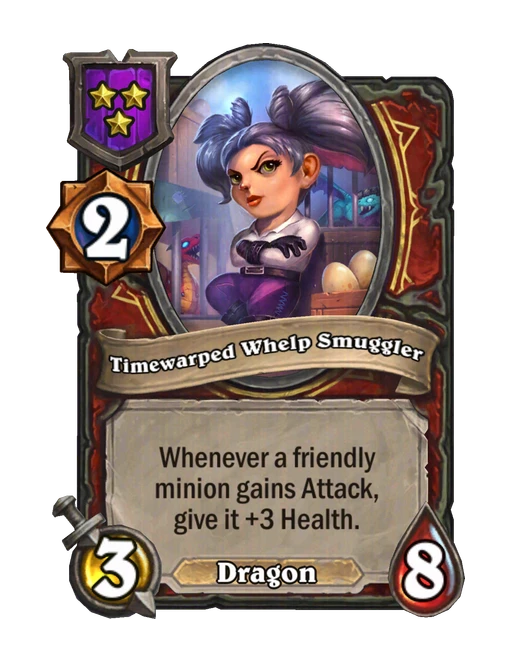 2
Timewarped Whelp Smuggler
Whenever a friendly
minion gains Attack,
give it +3 Health.
3
Dragon
8